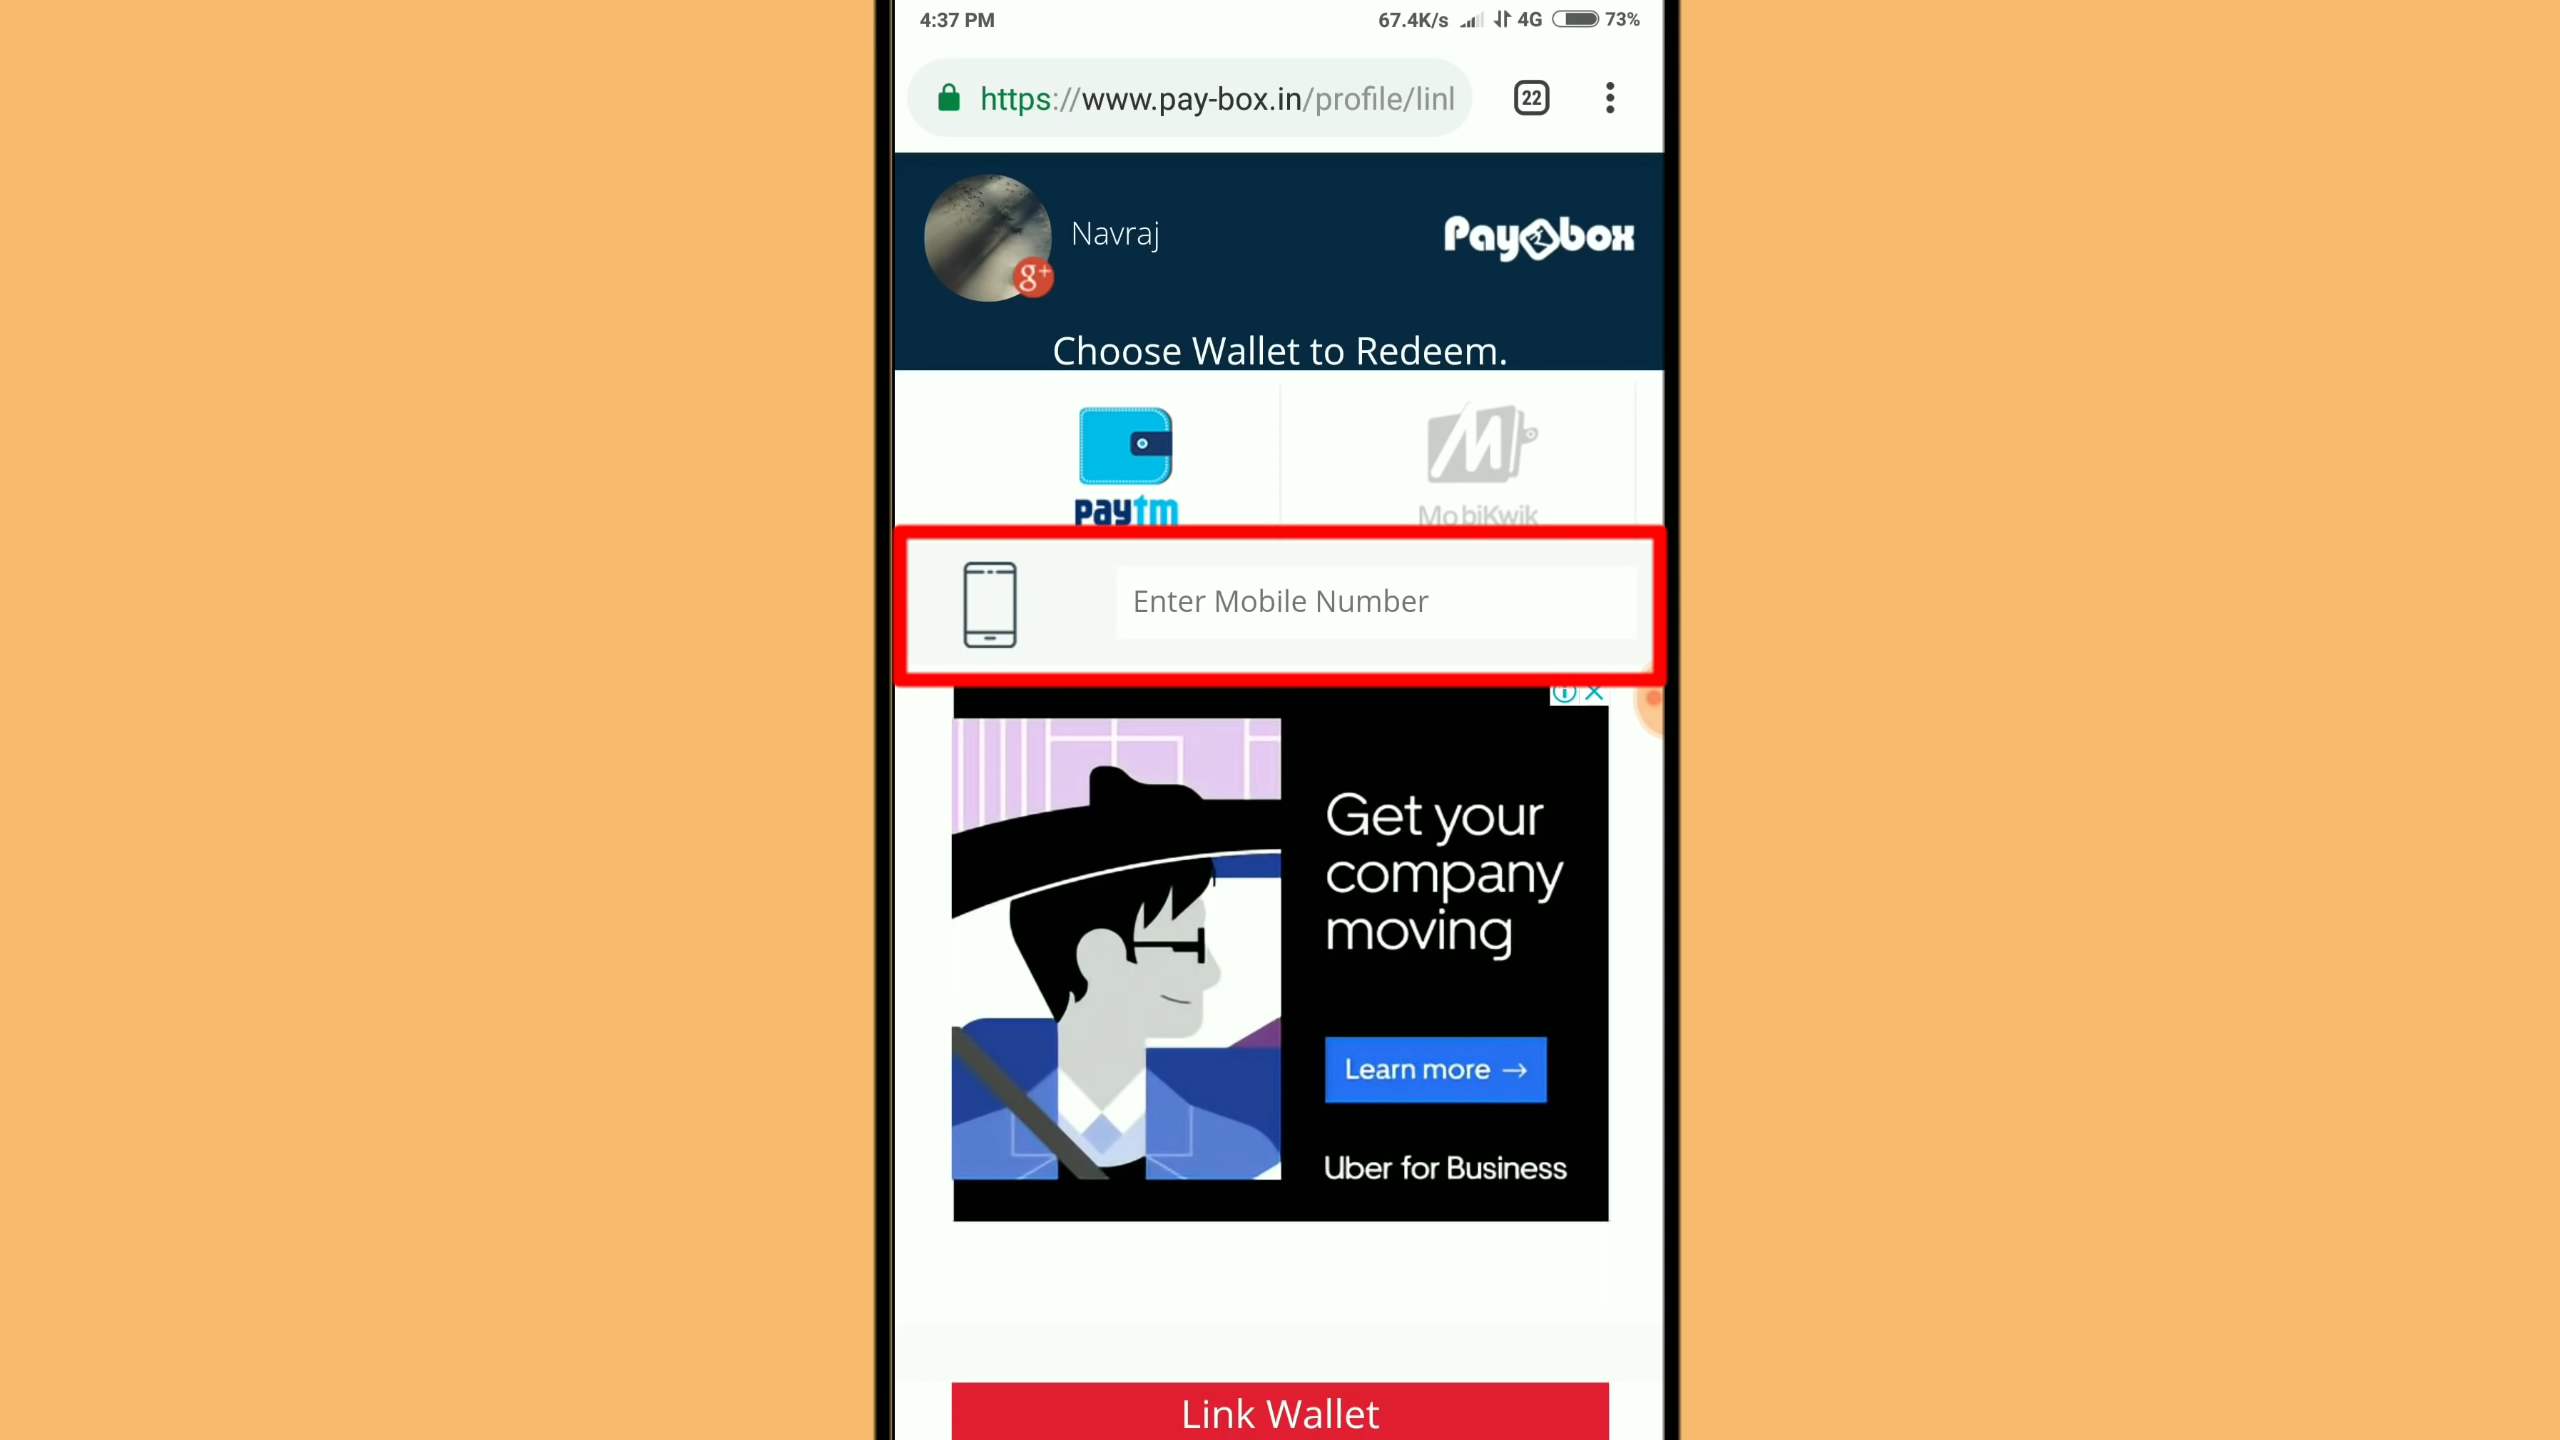 4:37 PM 67.4K/s 4G 73%
https://www.pay-box.in/profile/linl 22
Navraj g+ Paybox
Choose Wallet to Redeem.
paytm MobiKwik
Enter Mobile Number
Get your
company
moving
Learn more →
Uber for Business
Link Wallet